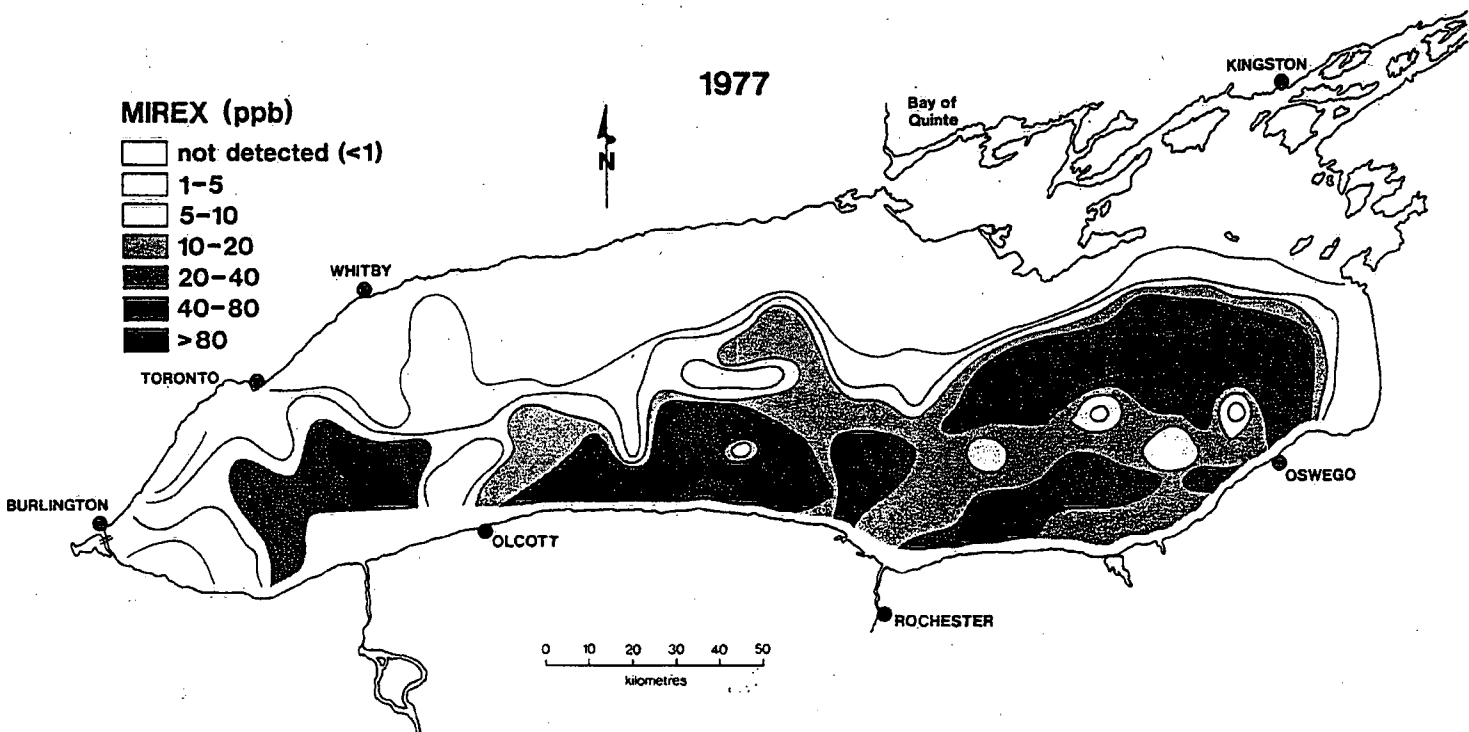 1977
KINGSTON
Bay of
Quinte
MIREX (ppb)
not detected (<1)
1-5
5-10
10-20
20-40
40-80
>80
N
WHITBY
TORONTO
BURLINGTON
OLCOTT
OSWEGO
ROCHESTER
0 10 20 30 40 50
kilometres